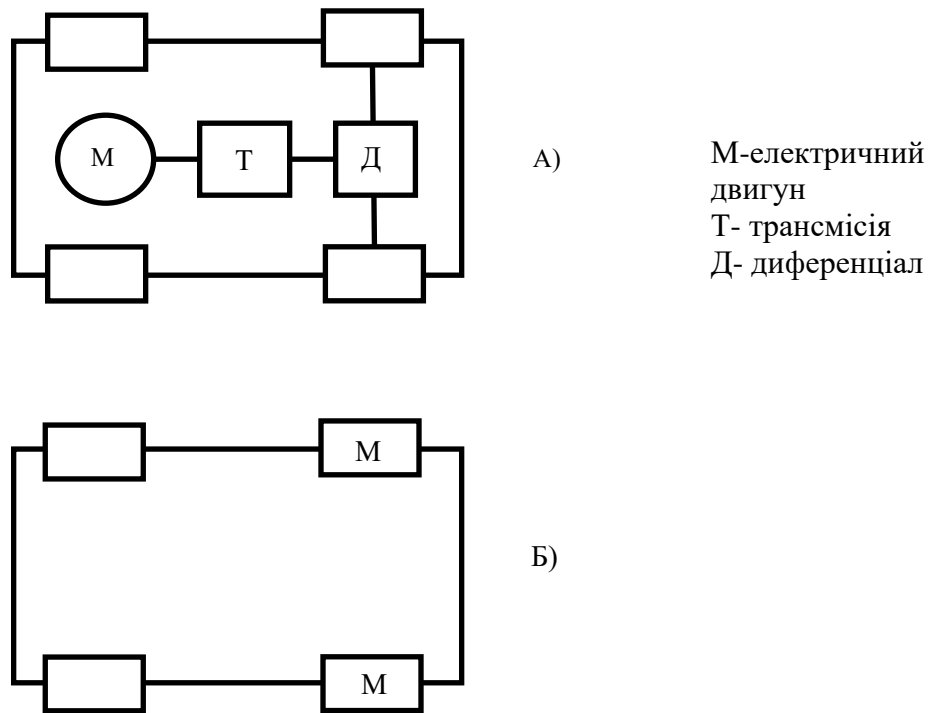 М
Т
Д
А)
М-електричний
двигун
Т- трансмісія
Д- диференціал
М
Б)
М